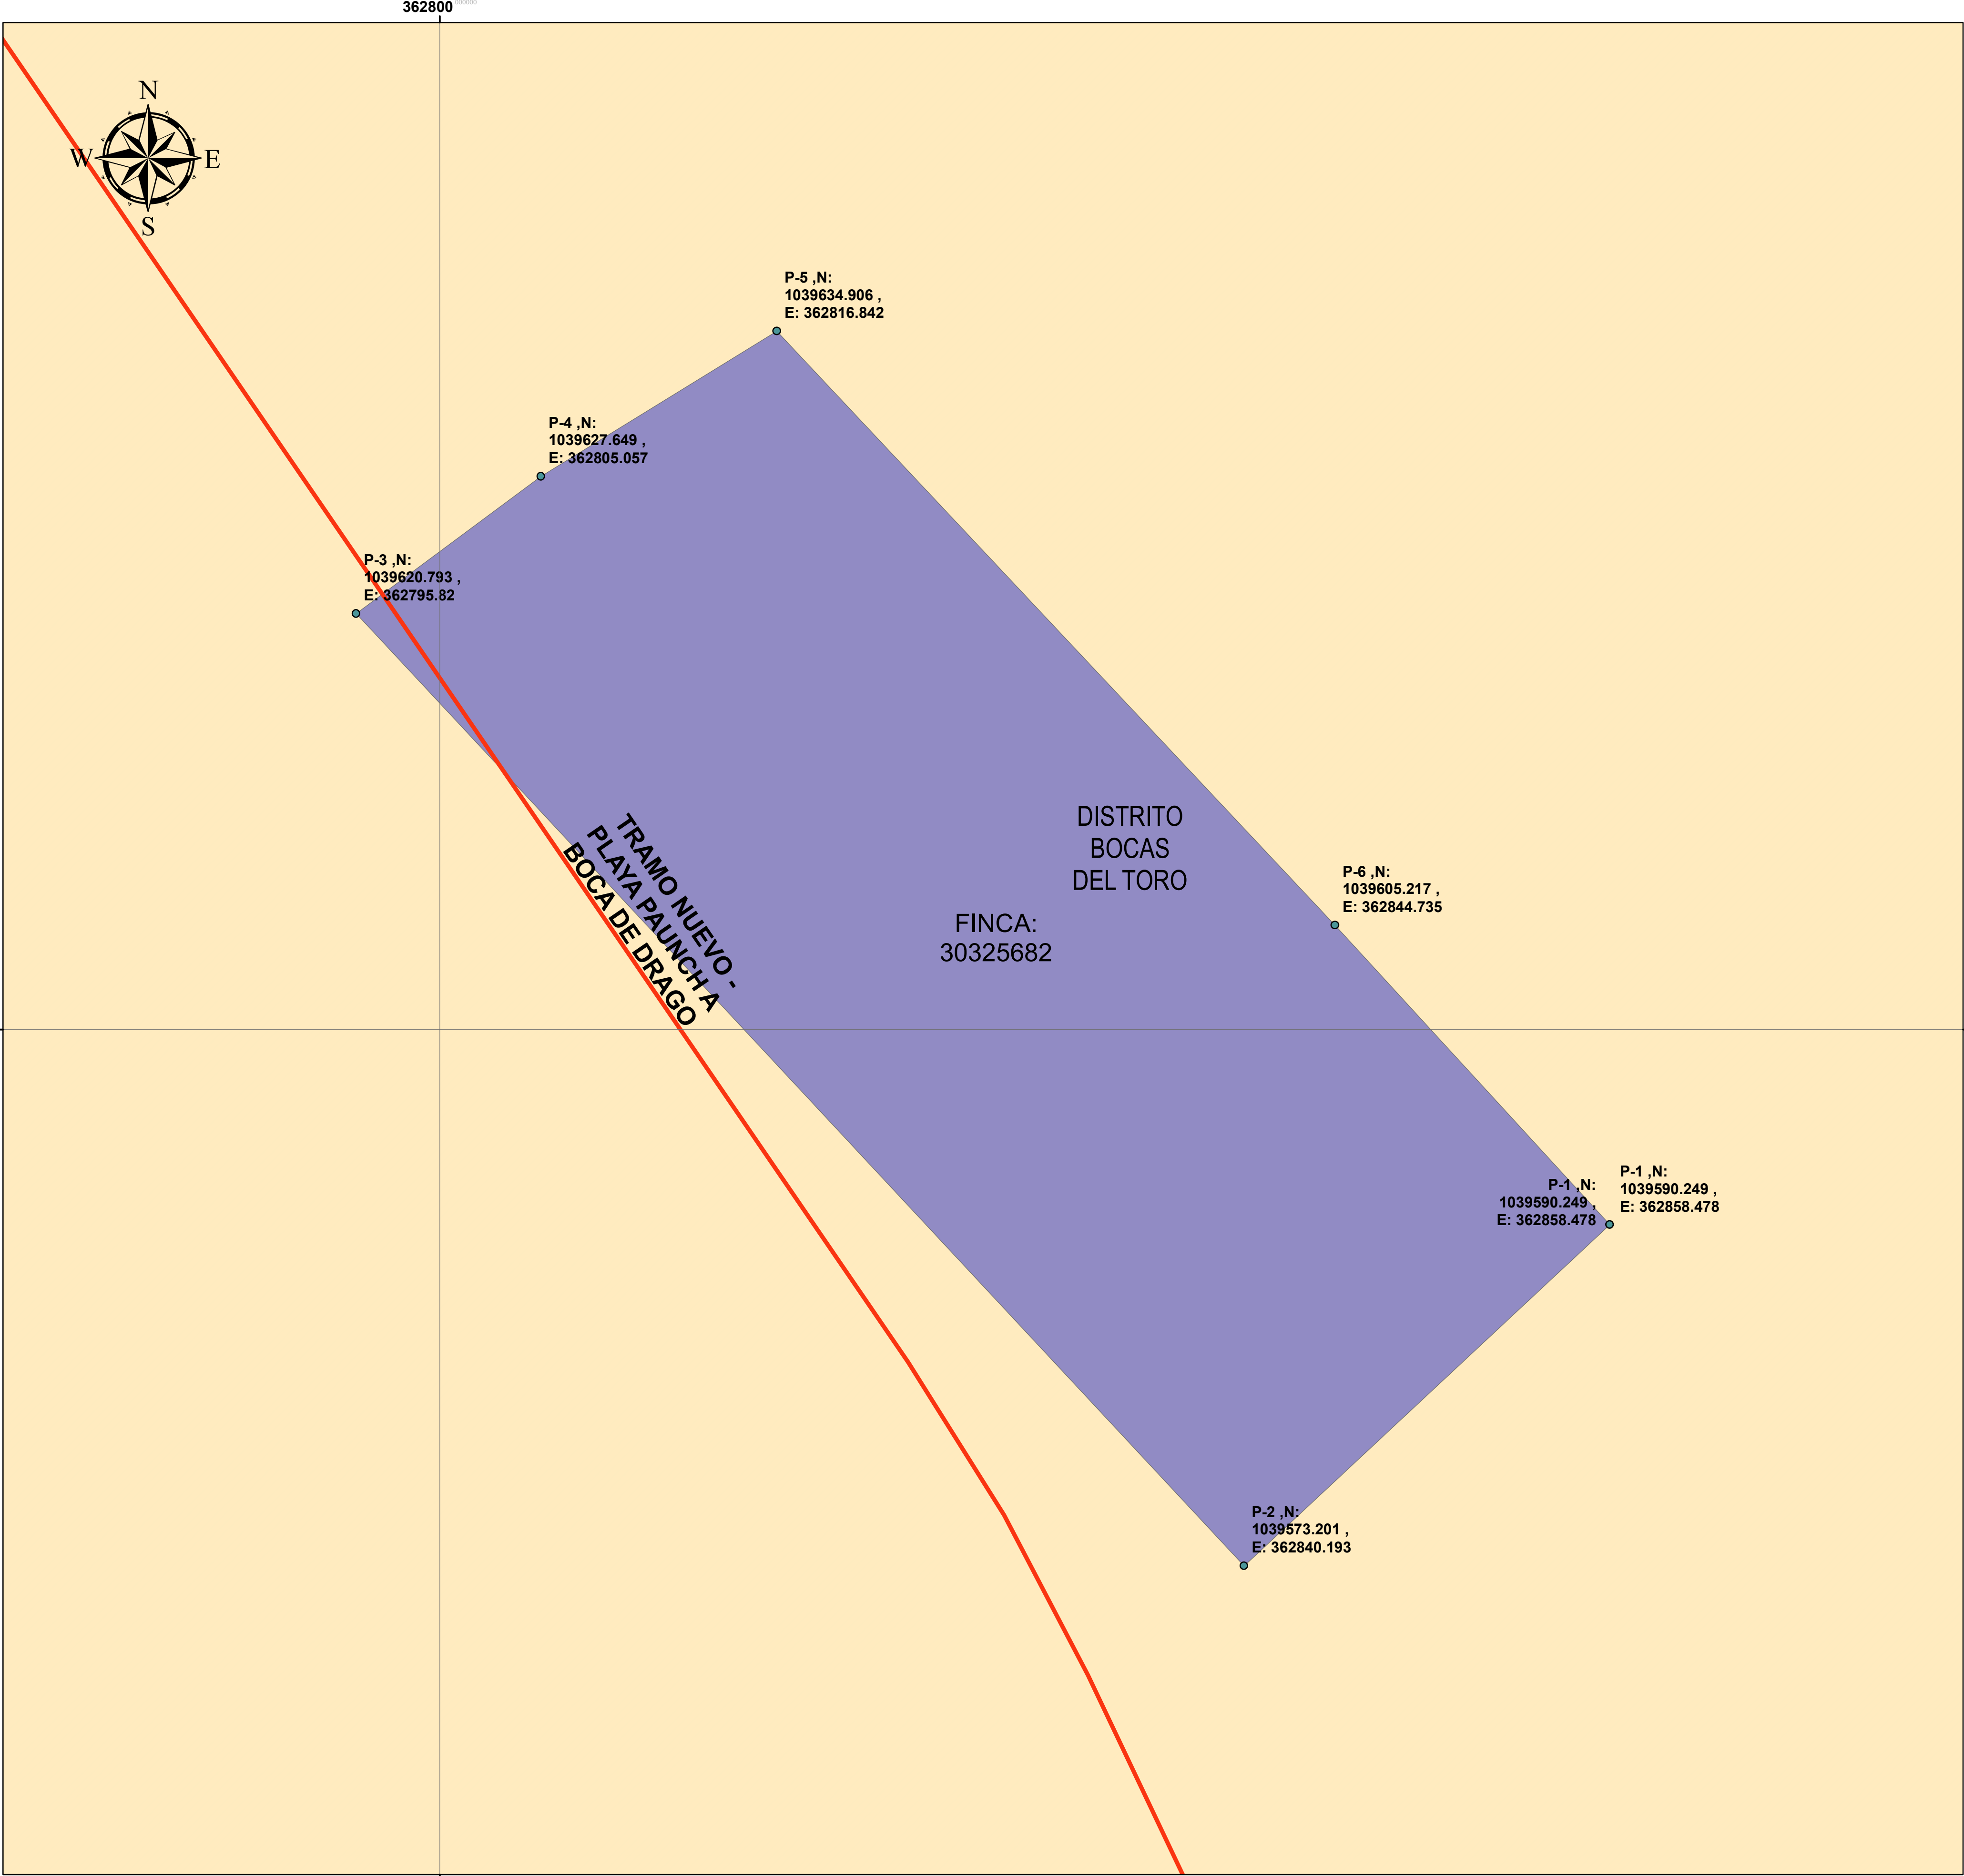 362800
N
W
E
S
P-5 ,N:
1039634.906 ,
E: 362816.842
P-4 ,N:
1039627.649 ,
E: 362805.057
P-3 ,N:
1039620.793 ,
E: 362795.82
TRAMO NUEVO -
PLAYA PAUNCH A
BOCA DE DRAGO
DISTRITO
BOCAS
DEL TORO
FINCA:
30325682
P-6 ,N:
1039605.217 ,
E: 362844.735
P-1 ,N:
1039590.249 ,
E: 362858.478
P-1 ,N:
1039590.249 ,
E: 362858.478
P-2 ,N:
1039573.201 ,
E: 362840.193